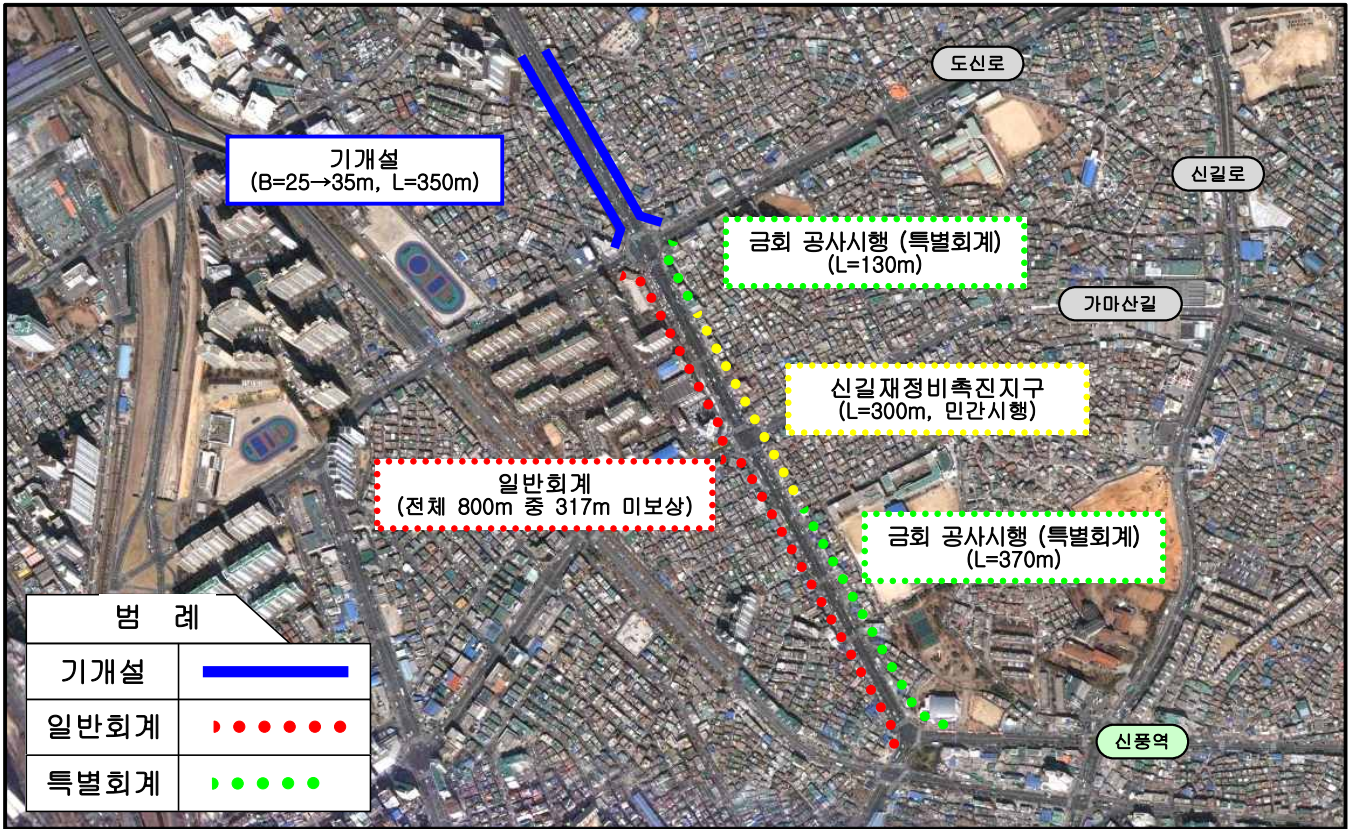 도신로
기개설
(B=25→35m, L=350m)
신길로
금회 공사시행 (특별회계)
(L=130m)
가마산길
신길재정비촉진지구
(L=300m, 민간시행)
일반회계
(전체 800m 중 317m 미보상)
금회 공사시행 (특별회계)
(L=370m)
범 례
기개설
일반회계
특별회계
신풍역